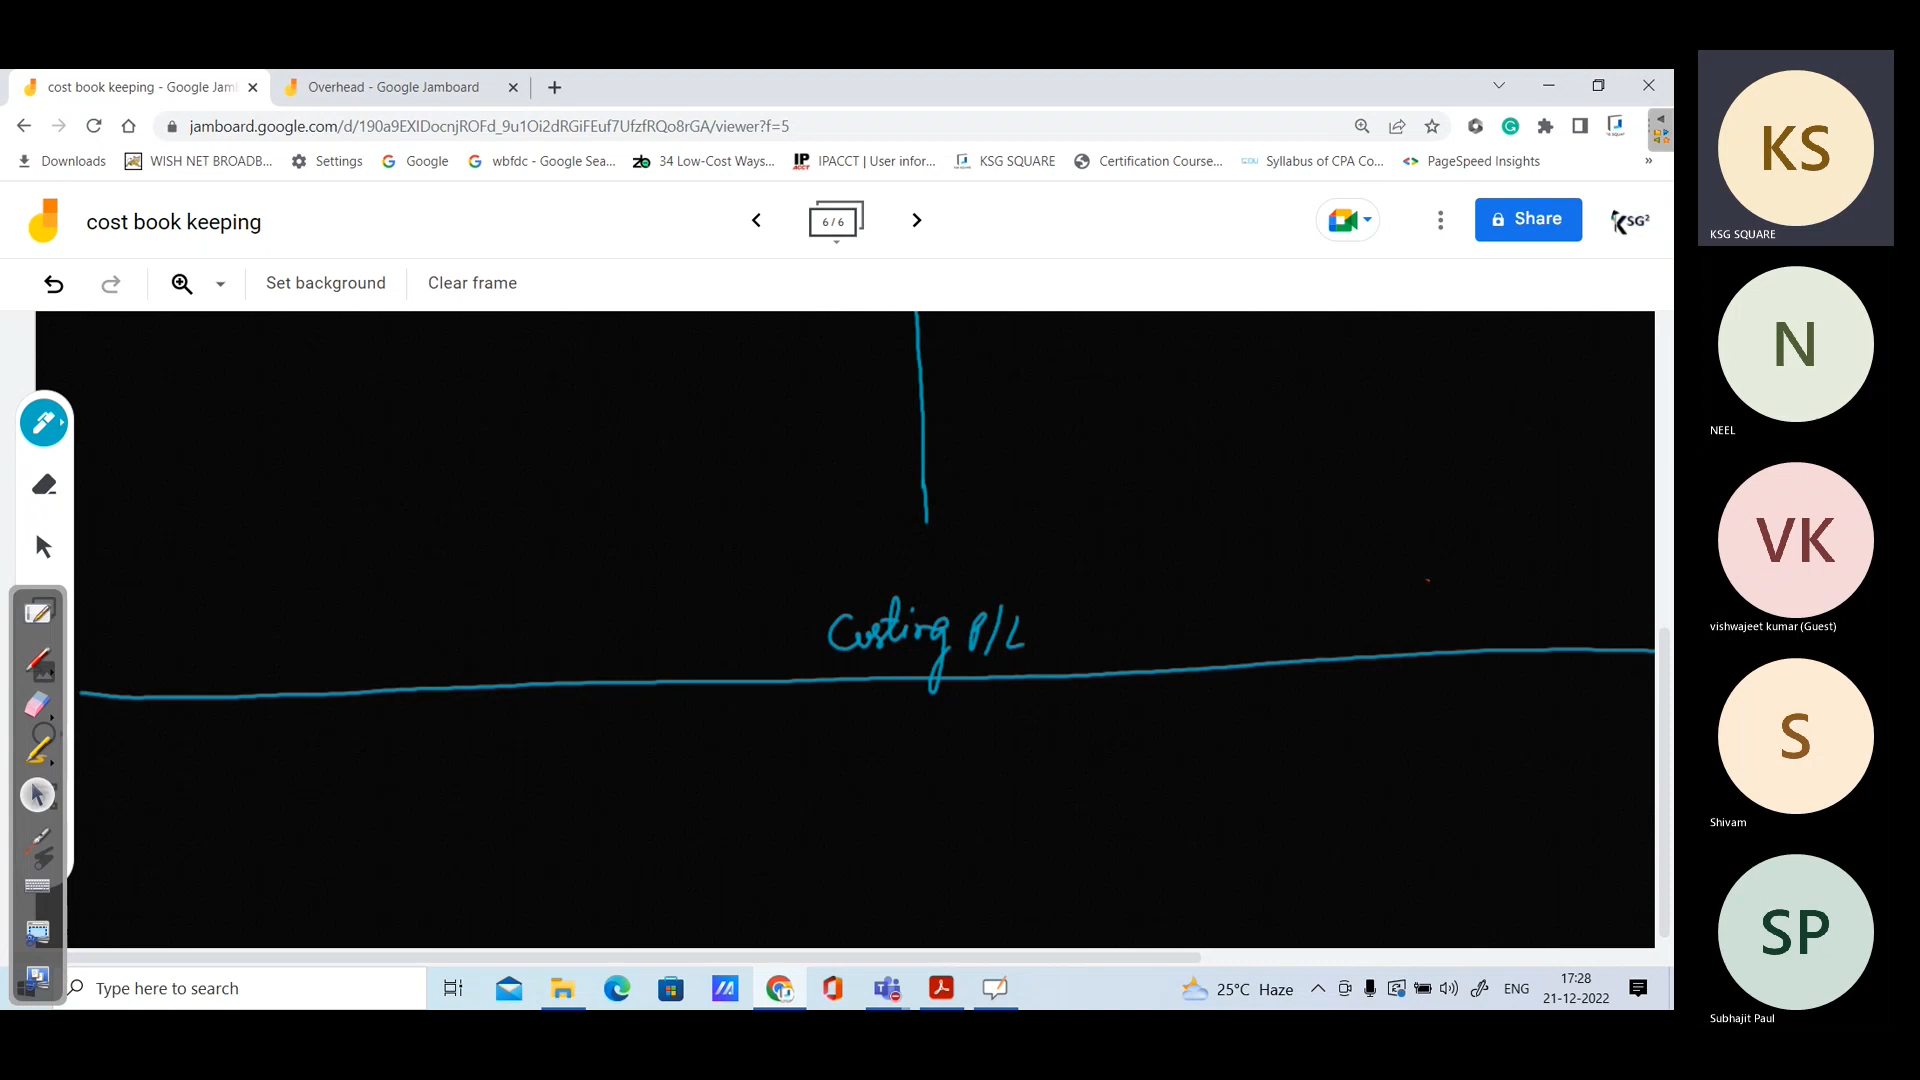 cost book keeping - Google Jam
Overhead - Google Jamboard
jamboard.google.com/d/190a9EXIDocnjROFd_9u1Oi2dRGiFEuf7UfzfRQo8rGA/viewer?f=5
Downloads
WISH NET BROADB...
Settings
Google
wbfdc - Google Sea...
34 Low-Cost Ways...
IPACCT | User infor...
KSG SQUARE
Certification Course...
Syllabus of CPA Co...
PageSpeed Insights
»
cost book keeping
6 / 6
Share
KSG²
Set background
Clear frame
Costing P/L
Type here to search
25°C Haze
ENG
17:28
21-12-2022
KS
KSG SQUARE
N
NEEL
VK
vishwajeet kumar (Guest)
S
Shivam
SP
Subhajit Paul